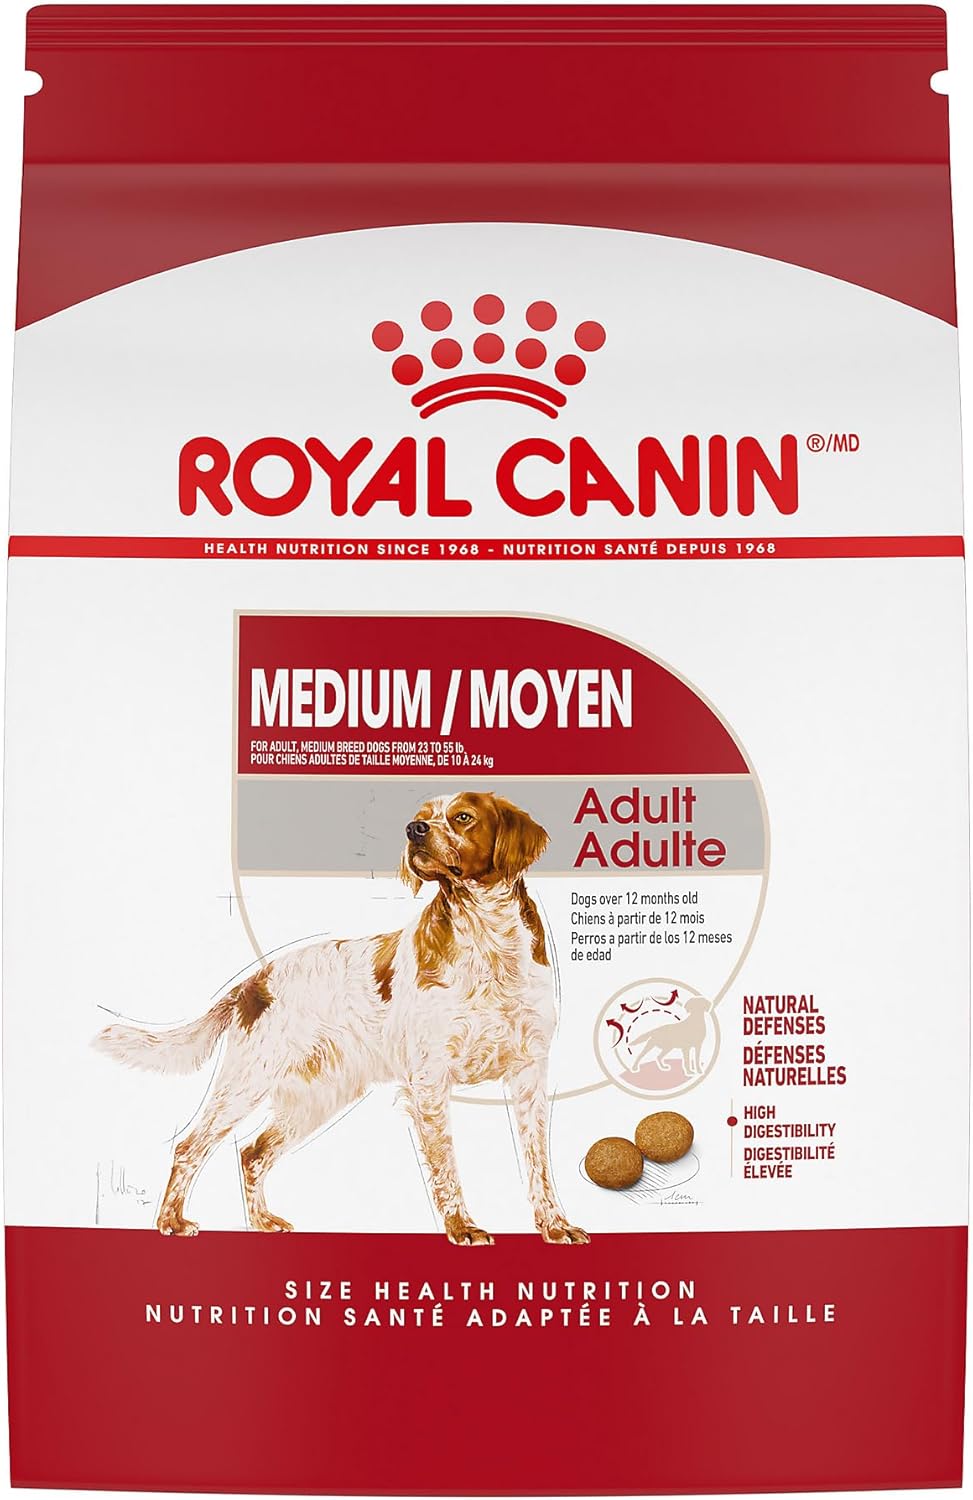 ROYAL CANIN®/MD
HEALTH NUTRITION SINCE 1968 - NUTRITION SANTÉ DEPUIS 1968
MEDIUM / MOYEN
FOR ADULT, MEDIUM BREED DOGS FROM 23 TO 55 lb
POUR CHIENS ADULTES DE TAILLE MOYENNE, DE 10 À 24 kg
Adult
Adulte
Dogs over 12 months old
Chiens à partir de 12 mois
Perros a partir de los 12 meses
de edad
NATURAL
DEFENSES
DÉFENSES
NATURELLES
HIGH
DIGESTIBILITY
DIGESTIBILITÉ
ÉLEVÉE
1cm
SIZE HEALTH NUTRITION
NUTRITION SANTÉ ADAPTÉE À LA TAILLE